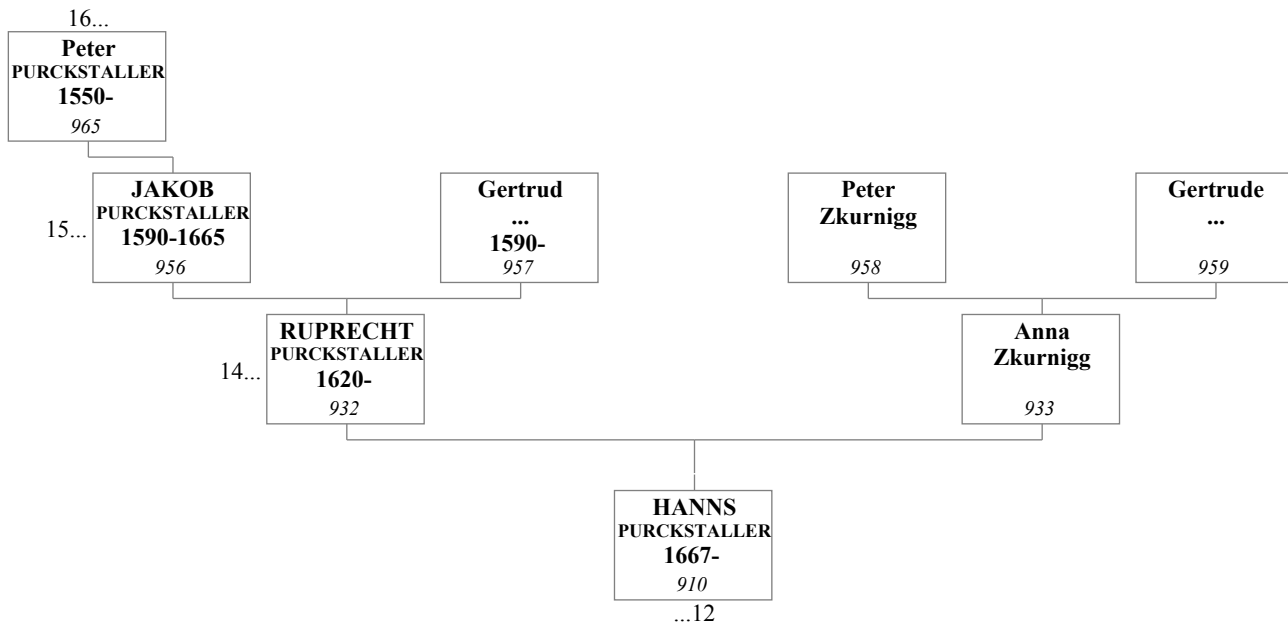 16...
Peter
PURCKSTALLER
1550-
965
JAKOB
PURCKSTALLER
1590-1665
956
15...
Gertrud
...
1590-
957
Peter
Zkurnigg
958
Gertrude
...
959
RUPRECHT
PURCKSTALLER
1620-
932
14...
Anna
Zkurnigg
933
HANNS
PURCKSTALLER
1667-
910
...12